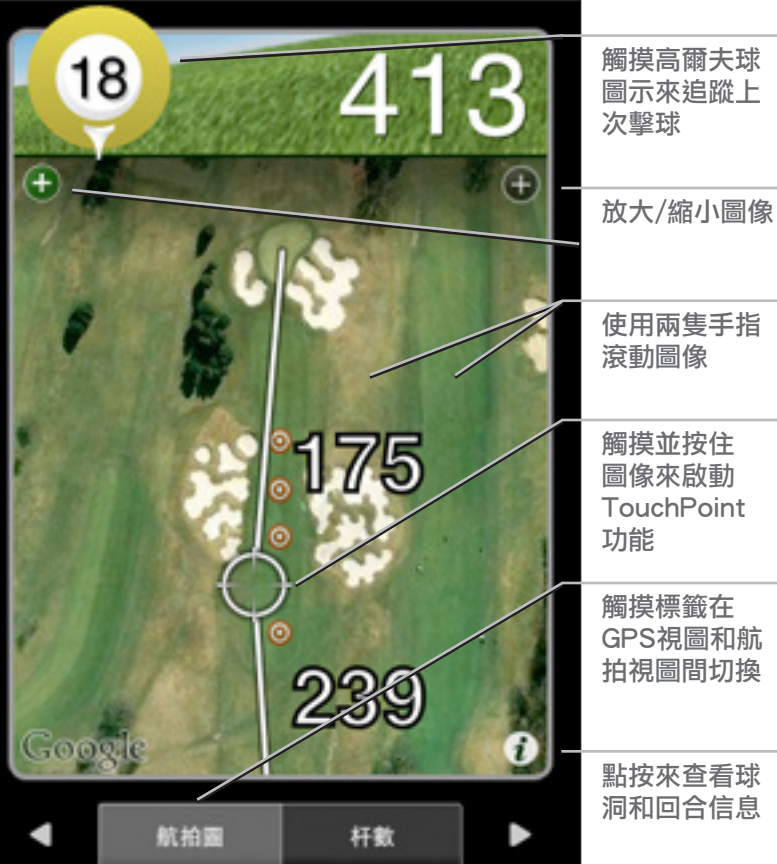 18
413
觸摸高爾夫球
圖示來追蹤上
次擊球
放大/縮小圖像
使用兩隻手指
滾動圖像
175
觸摸並按住
圖像來啟動
TouchPoint
功能
觸摸標籤在
GPS視圖和航
拍視圖間切換
239
Google
i
點按來查看球
洞和回合信息
航拍圖
杆數